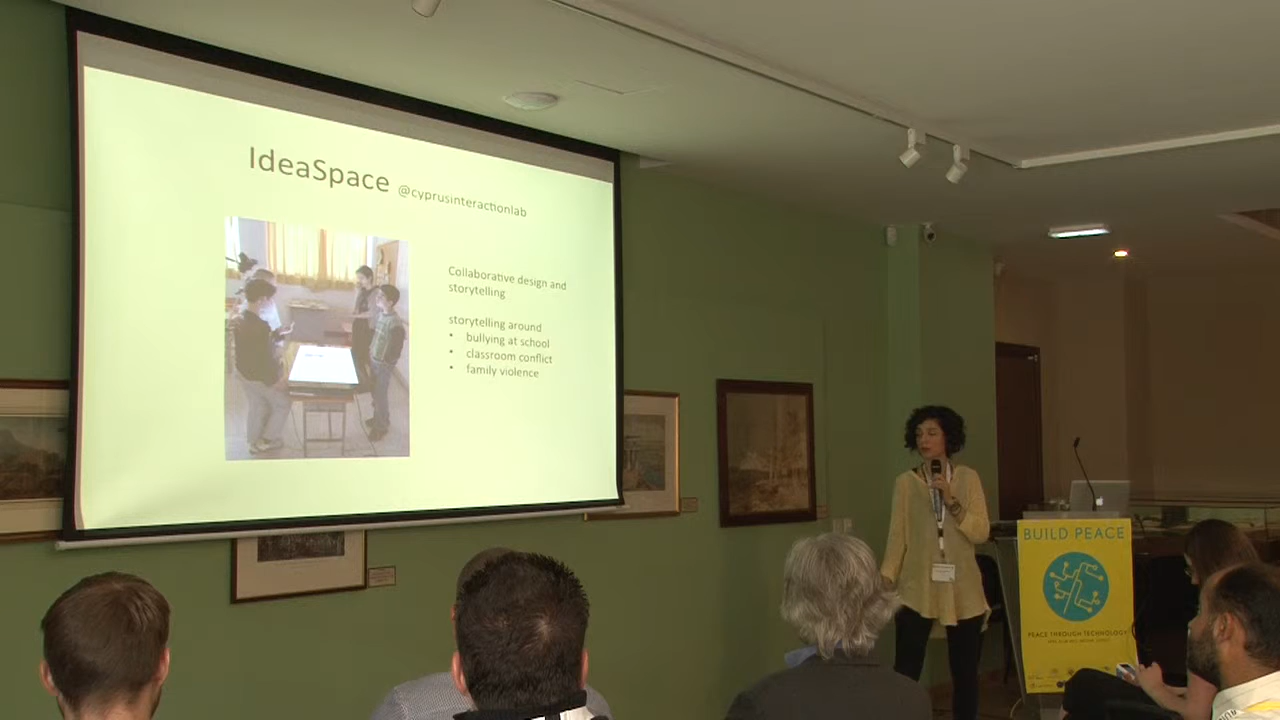 IdeaSpace @cyprusinteractionlab
Collaborative design and
storytelling
storytelling around
• bullying at school
• classroom conflict
• family violence
BUILD PEACE
PEACE THROUGH TECHNOLOGY